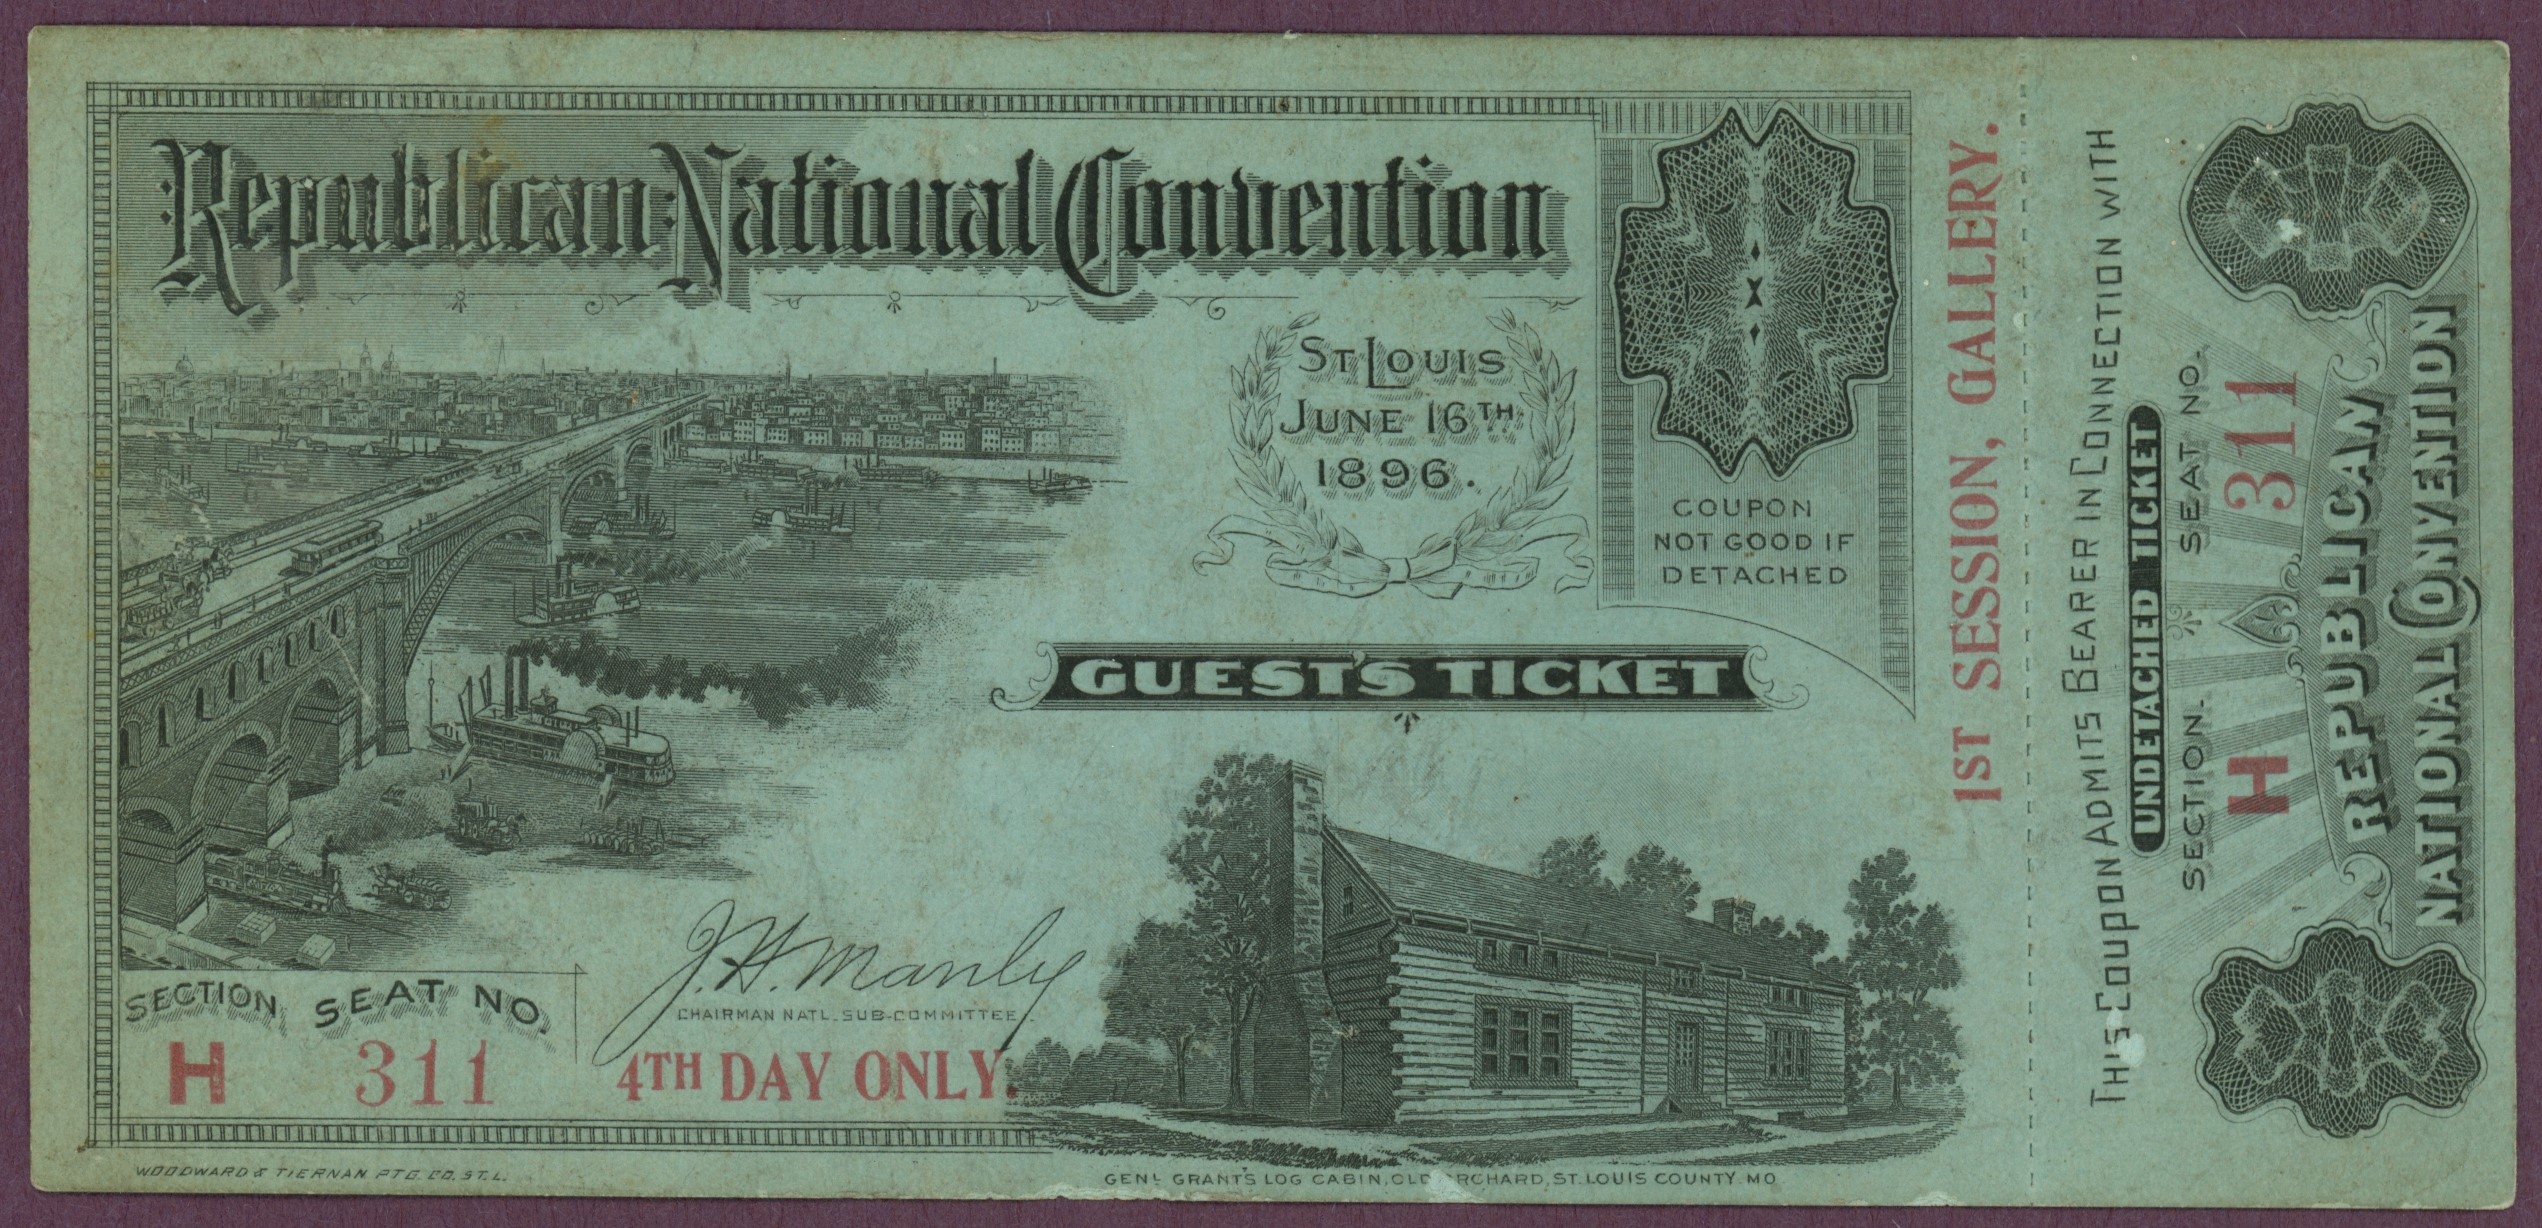 Republican National Convention
ST LOUIS
JUNE 16TH
1896.
COUPON
NOT GOOD IF
DETACHED
GUEST'S TICKET
SECTION SEAT NO.
H 311
J. H. Manly
CHAIRMAN NATL. SUB-COMMITTEE.
4TH DAY ONLY.
WOODWARD & TIERNAN PTG. CO. ST. L.
GENL GRANT'S LOG CABIN, OLD ORCHARD, ST. LOUIS COUNTY MO
1ST SESSION, GALLERY.
THIS COUPON ADMITS BEARER IN CONNECTION WITH
UNDETACHED TICKET
SECTION. SEAT NO.
H 311
REPUBLICAN
NATIONAL CONVENTION